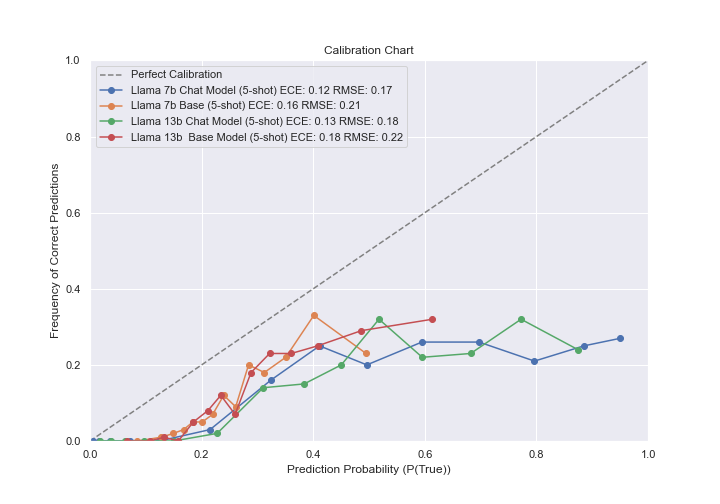 Calibration Chart
Perfect Calibration
Llama 7b Chat Model (5-shot) ECE: 0.12 RMSE: 0.17
Llama 7b Base (5-shot) ECE: 0.16 RMSE: 0.21
Llama 13b Chat Model (5-shot) ECE: 0.13 RMSE: 0.18
Llama 13b  Base Model (5-shot) ECE: 0.18 RMSE: 0.22
Frequency of Correct Predictions
1.0
0.8
0.6
0.4
0.2
0.0
0.0 0.2 0.4 0.6 0.8 1.0
Prediction Probability (P(True))